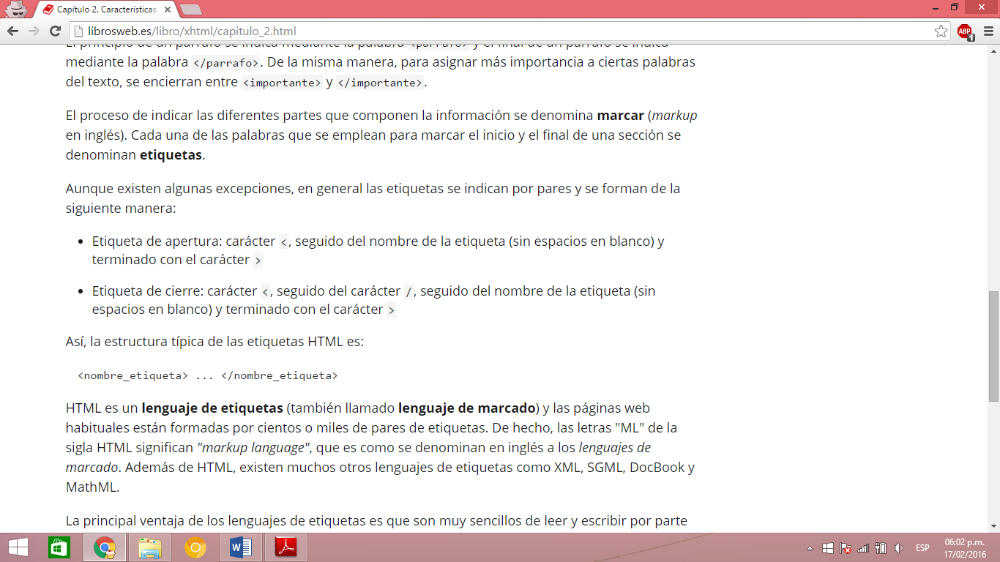 Capítulo 2. Características
librosweb.es/libro/xhtml/capitulo_2.html
ABP
1
El principio de un párrafo se indica mediante la palabra <parrafo> y el final de un párrafo se indica
mediante la palabra </parrafo>. De la misma manera, para asignar más importancia a ciertas palabras
del texto, se encierran entre <importante> y </importante>.
El proceso de indicar las diferentes partes que componen la información se denomina marcar (markup
en inglés). Cada una de las palabras que se emplean para marcar el inicio y el final de una sección se
denominan etiquetas.
Aunque existen algunas excepciones, en general las etiquetas se indican por pares y se forman de la
siguiente manera:
• Etiqueta de apertura: carácter <, seguido del nombre de la etiqueta (sin espacios en blanco) y
terminado con el carácter >
• Etiqueta de cierre: carácter <, seguido del carácter /, seguido del nombre de la etiqueta (sin
espacios en blanco) y terminado con el carácter >
Así, la estructura típica de las etiquetas HTML es:
<nombre_etiqueta> ... </nombre_etiqueta>
HTML es un lenguaje de etiquetas (también llamado lenguaje de marcado) y las páginas web
habituales están formadas por cientos o miles de pares de etiquetas. De hecho, las letras "ML" de la
sigla HTML significan "markup language", que es como se denominan en inglés a los lenguajes de
marcado. Además de HTML, existen muchos otros lenguajes de etiquetas como XML, SGML, DocBook y
MathML.
La principal ventaja de los lenguajes de etiquetas es que son muy sencillos de leer y escribir por parte
ESP
06:02 p.m.
17/02/2016